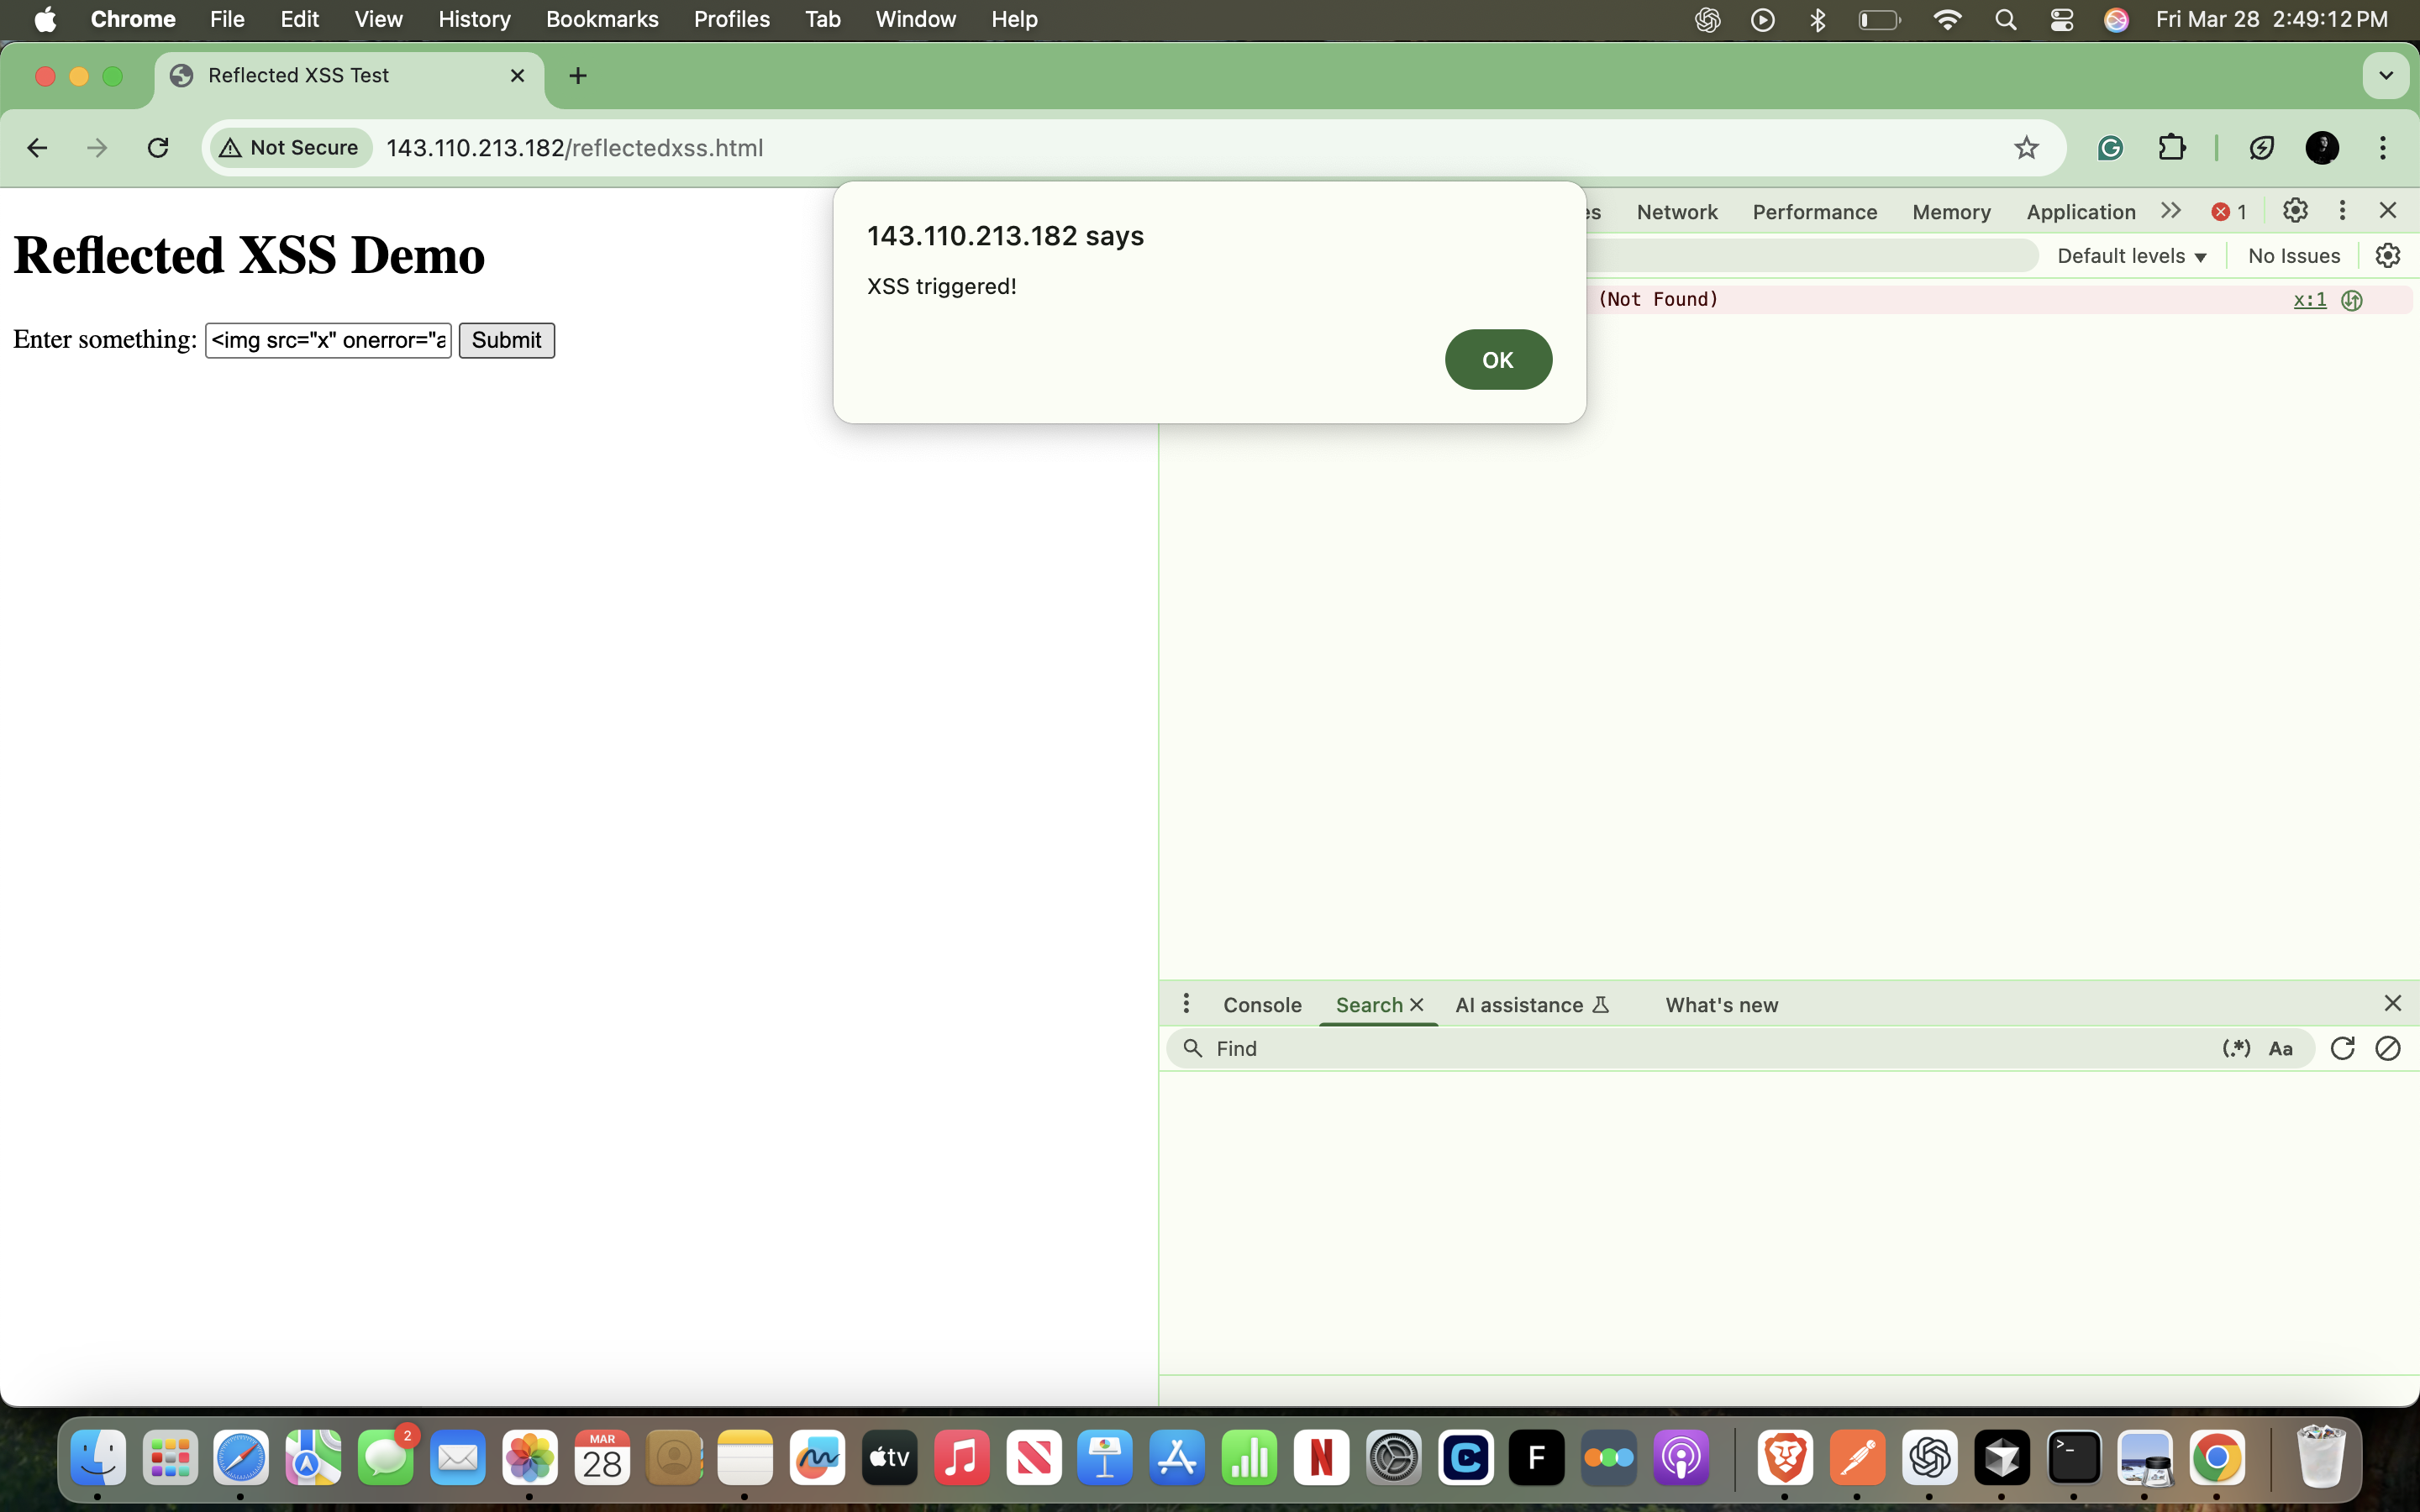 Chrome File Edit View History Bookmarks Profiles Tab Window Help Fri Mar 28 2:49:12 PM
Reflected XSS Test
Not Secure 143.110.213.182/reflectedxss.html
Network Performance Memory Application 1
Default levels No Issues
(Not Found) x:1
143.110.213.182 says
XSS triggered!
OK
Reflected XSS Demo
Enter something: <img src="x" onerror="a Submit
Console Search AI assistance What's new
Find (.*) Aa
2
MAR
28
tv
N
C
F
>_